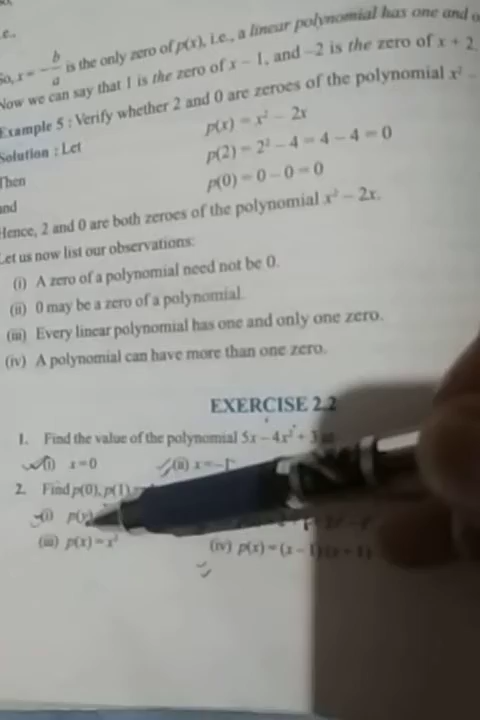 i.e.,
So, x = − b/a is the only zero of p(x), i.e., a linear polynomial has one and
Now we can say that 1 is the zero of x − 1, and −2 is the zero of x + 2.
Example 5 : Verify whether 2 and 0 are zeroes of the polynomial x² −
Solution : Let p(x) = x² − 2x
Then p(2) = 2² − 4 = 4 − 4 = 0
and p(0) = 0 − 0 = 0
Hence, 2 and 0 are both zeroes of the polynomial x² − 2x.
Let us now list our observations:
(i) A zero of a polynomial need not be 0.
(ii) 0 may be a zero of a polynomial.
(iii) Every linear polynomial has one and only one zero.
(iv) A polynomial can have more than one zero.
EXERCISE 2.2
1. Find the value of the polynomial 5x − 4x² + 3
(i) x = 0 (ii) x = −1
2. Find p(0), p(1)
(i) p(y)
(iii) p(x) = x³ (iv) p(x) = (x − 1) (x + 1)